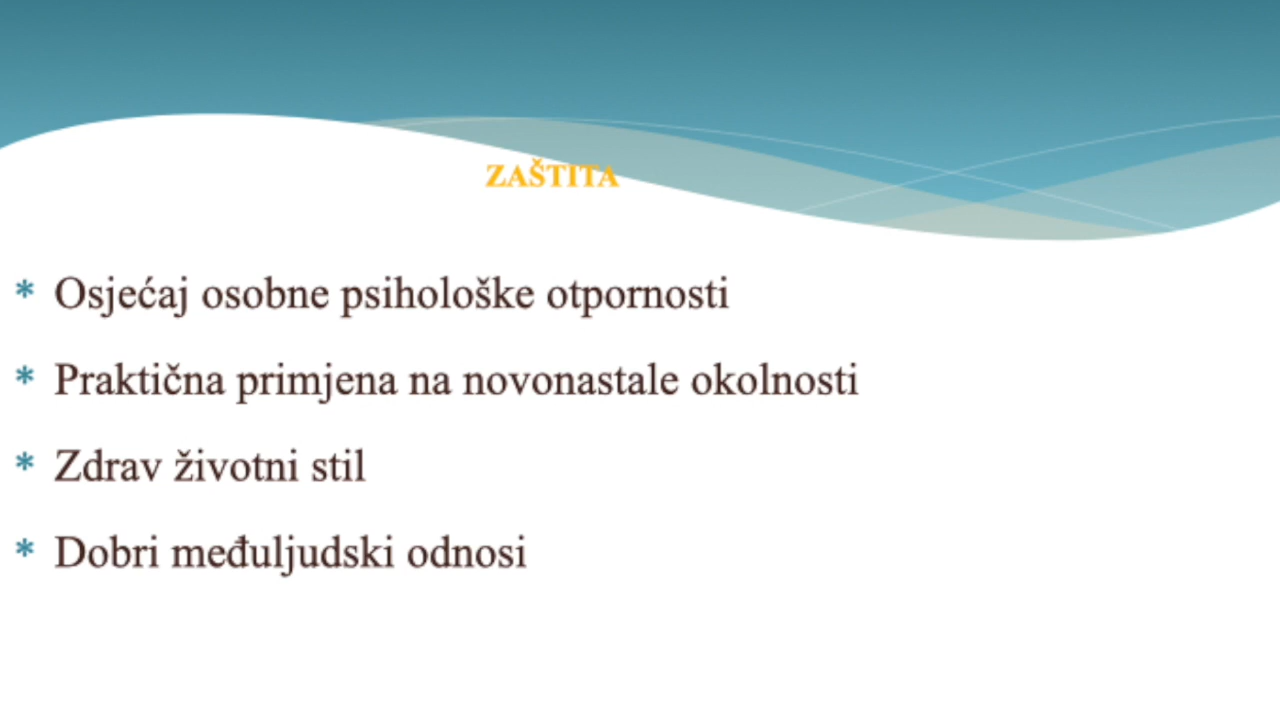 ZAŠTITA
* Osjećaj osobne psihološke otpornosti
* Praktična primjena na novonastale okolnosti
* Zdrav životni stil
* Dobri međuljudski odnosi